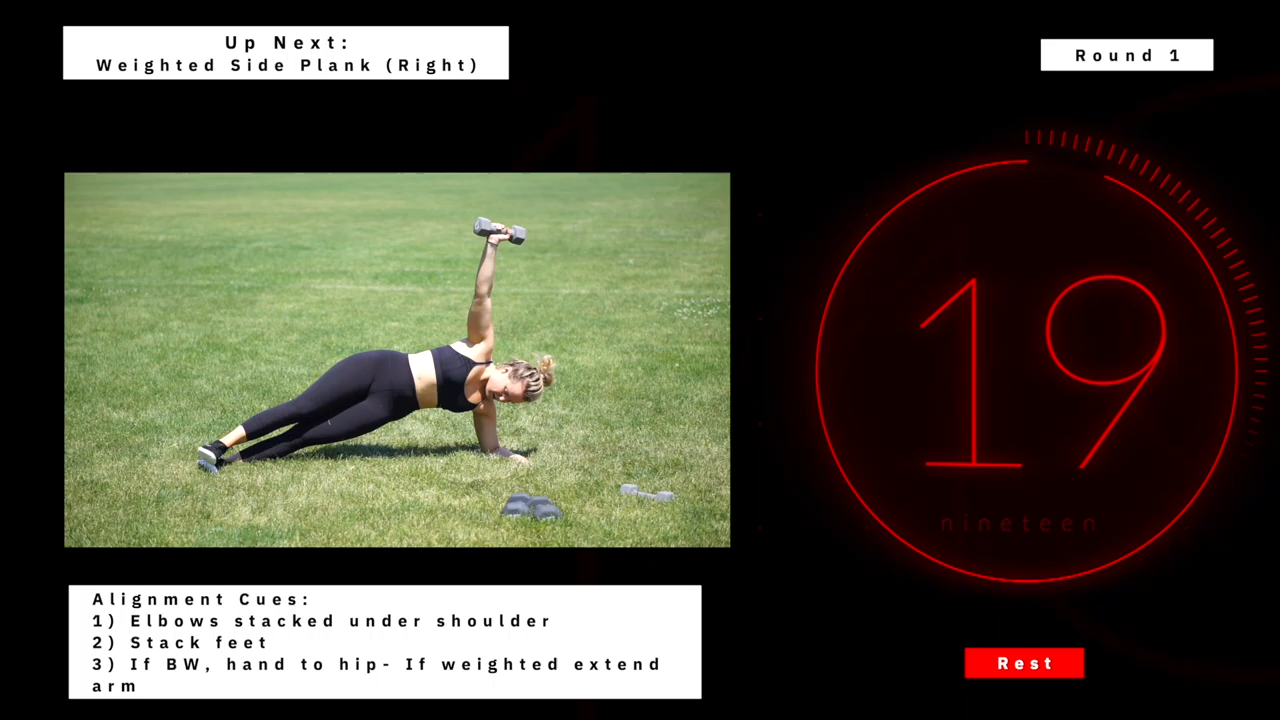 Up Next:
Weighted Side Plank (Right)
Round 1
19
nineteen
Alignment Cues:
1) Elbows stacked under shoulder
2) Stack feet
3) If BW, hand to hip- If weighted extend
arm
Rest